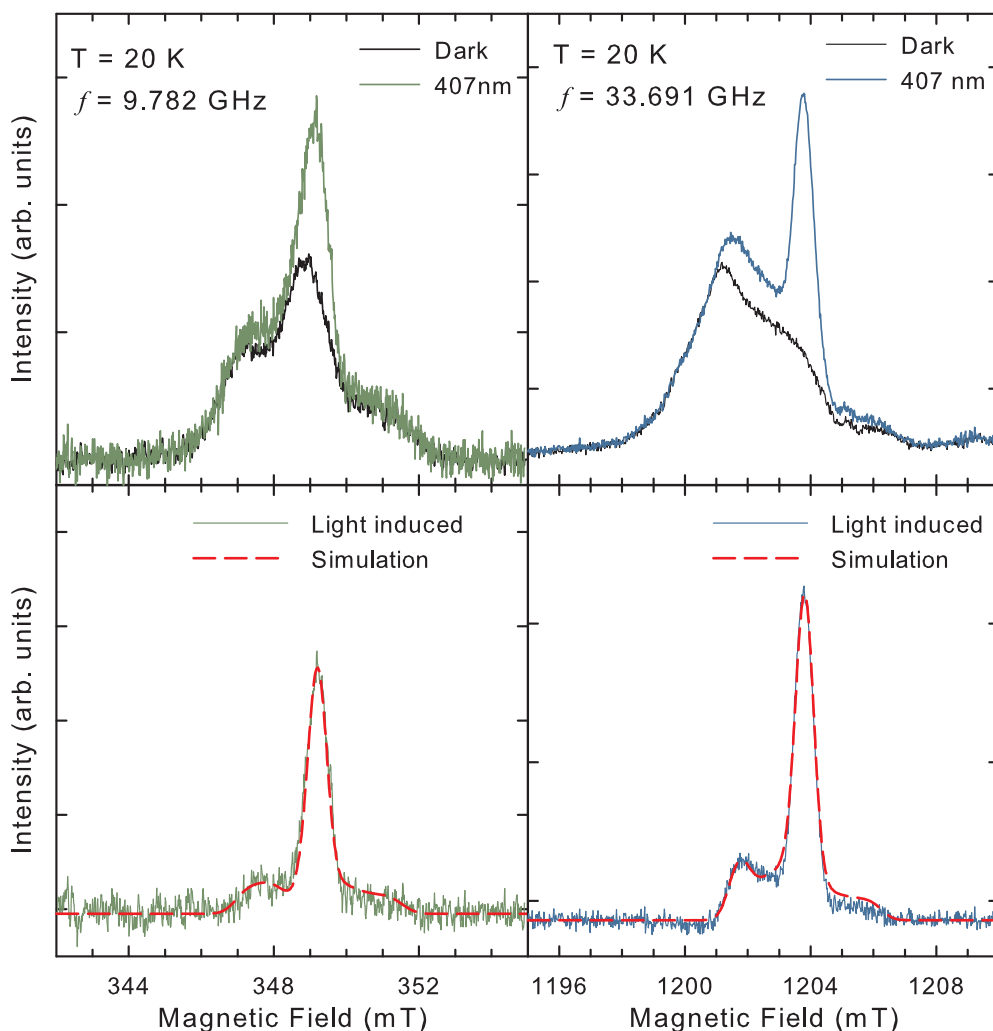 T = 20 K
f = 9.782 GHz
Dark
407nm
T = 20 K
f = 33.691 GHz
Dark
407 nm
Intensity (arb. units)
Light induced
Simulation
Light induced
Simulation
Intensity (arb. units)
344 348 352
1196 1200 1204 1208
Magnetic Field (mT)
Magnetic Field (mT)